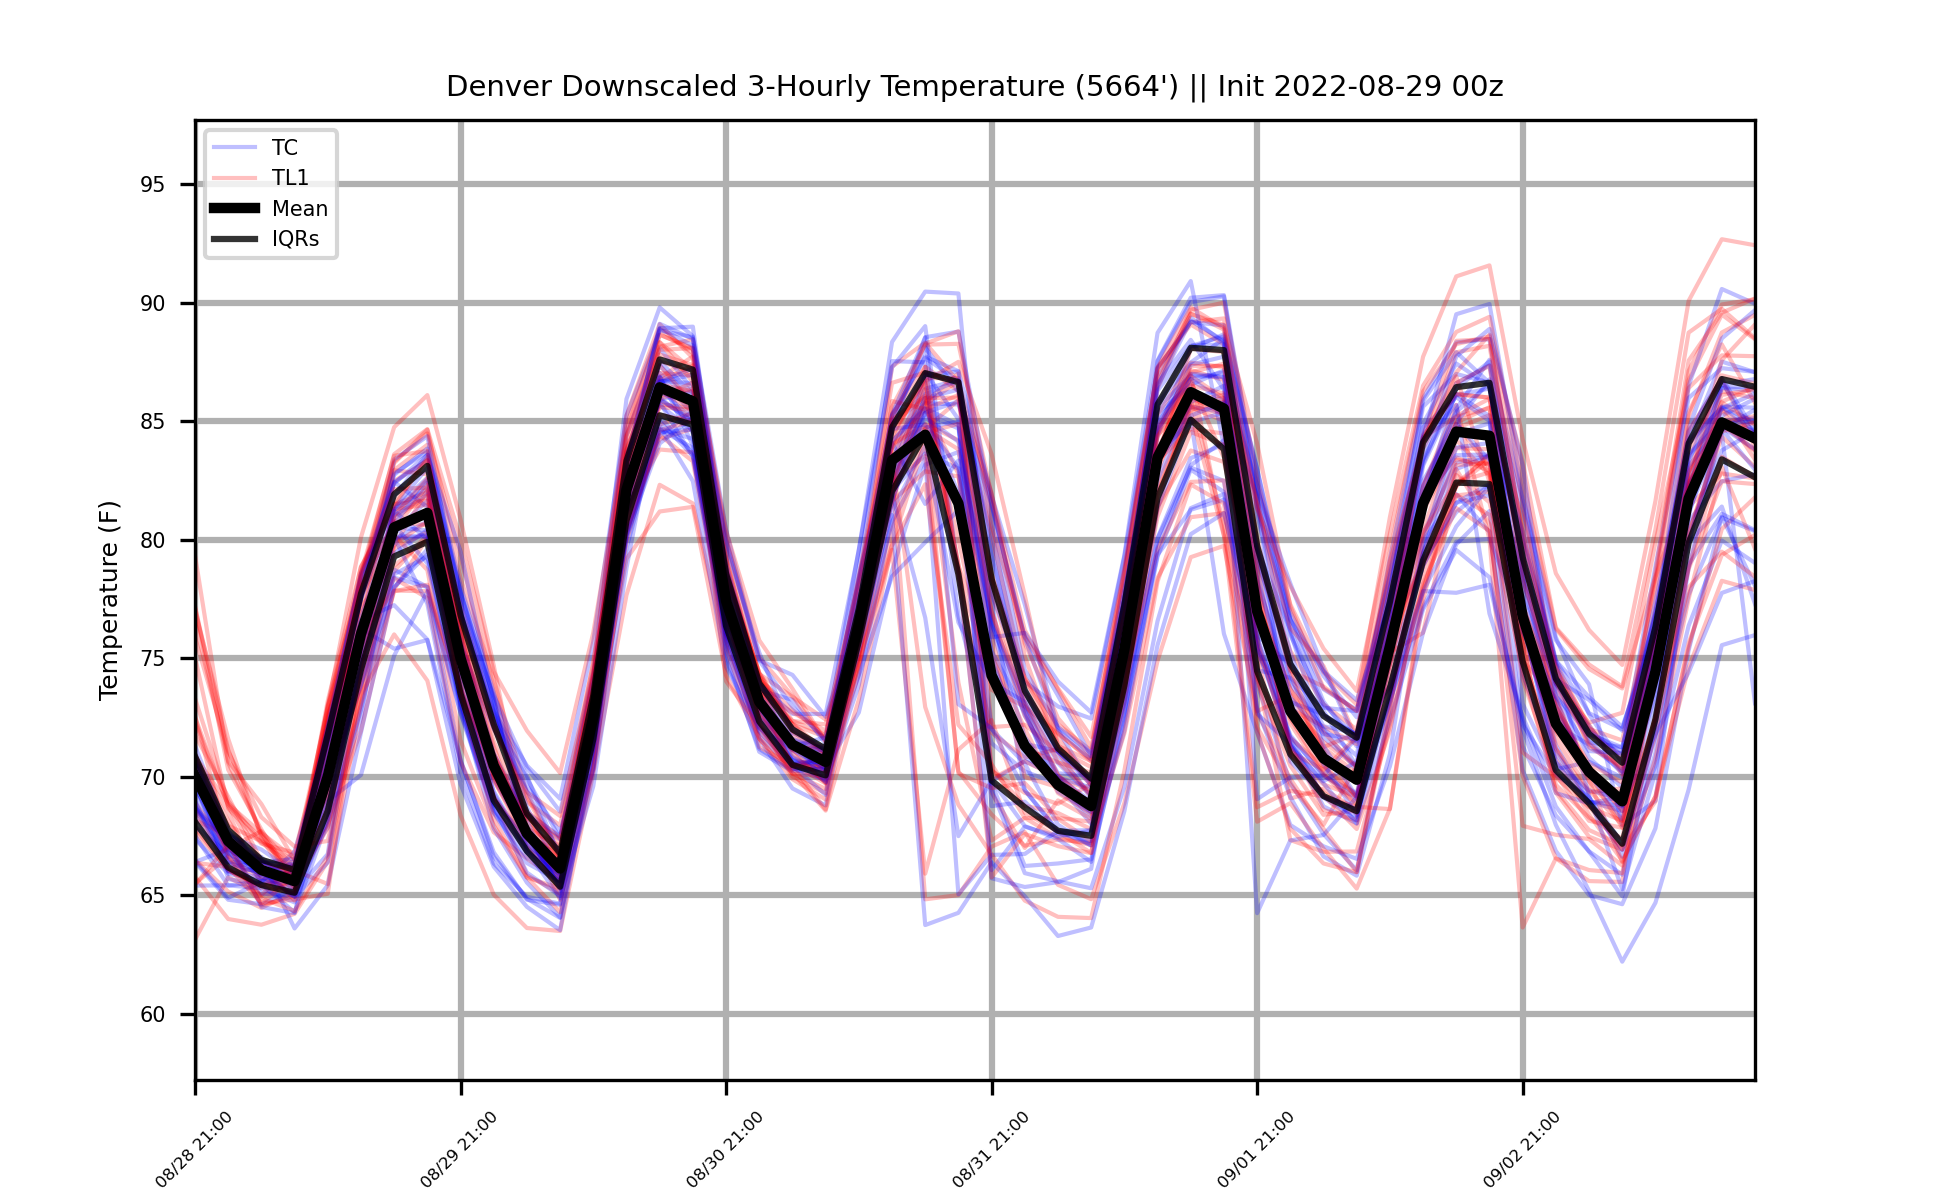 Denver Downscaled 3-Hourly Temperature (5664') || Init 2022-08-29 00z
TC
TL1
Mean
IQRs
Temperature (F)
95
90
85
80
75
70
65
60
08/28 21:00
08/29 21:00
08/30 21:00
08/31 21:00
09/01 21:00
09/02 21:00